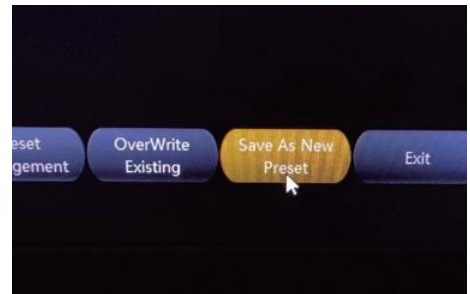 eset
gement
OverWrite
Existing
Save As New
Preset
Exit